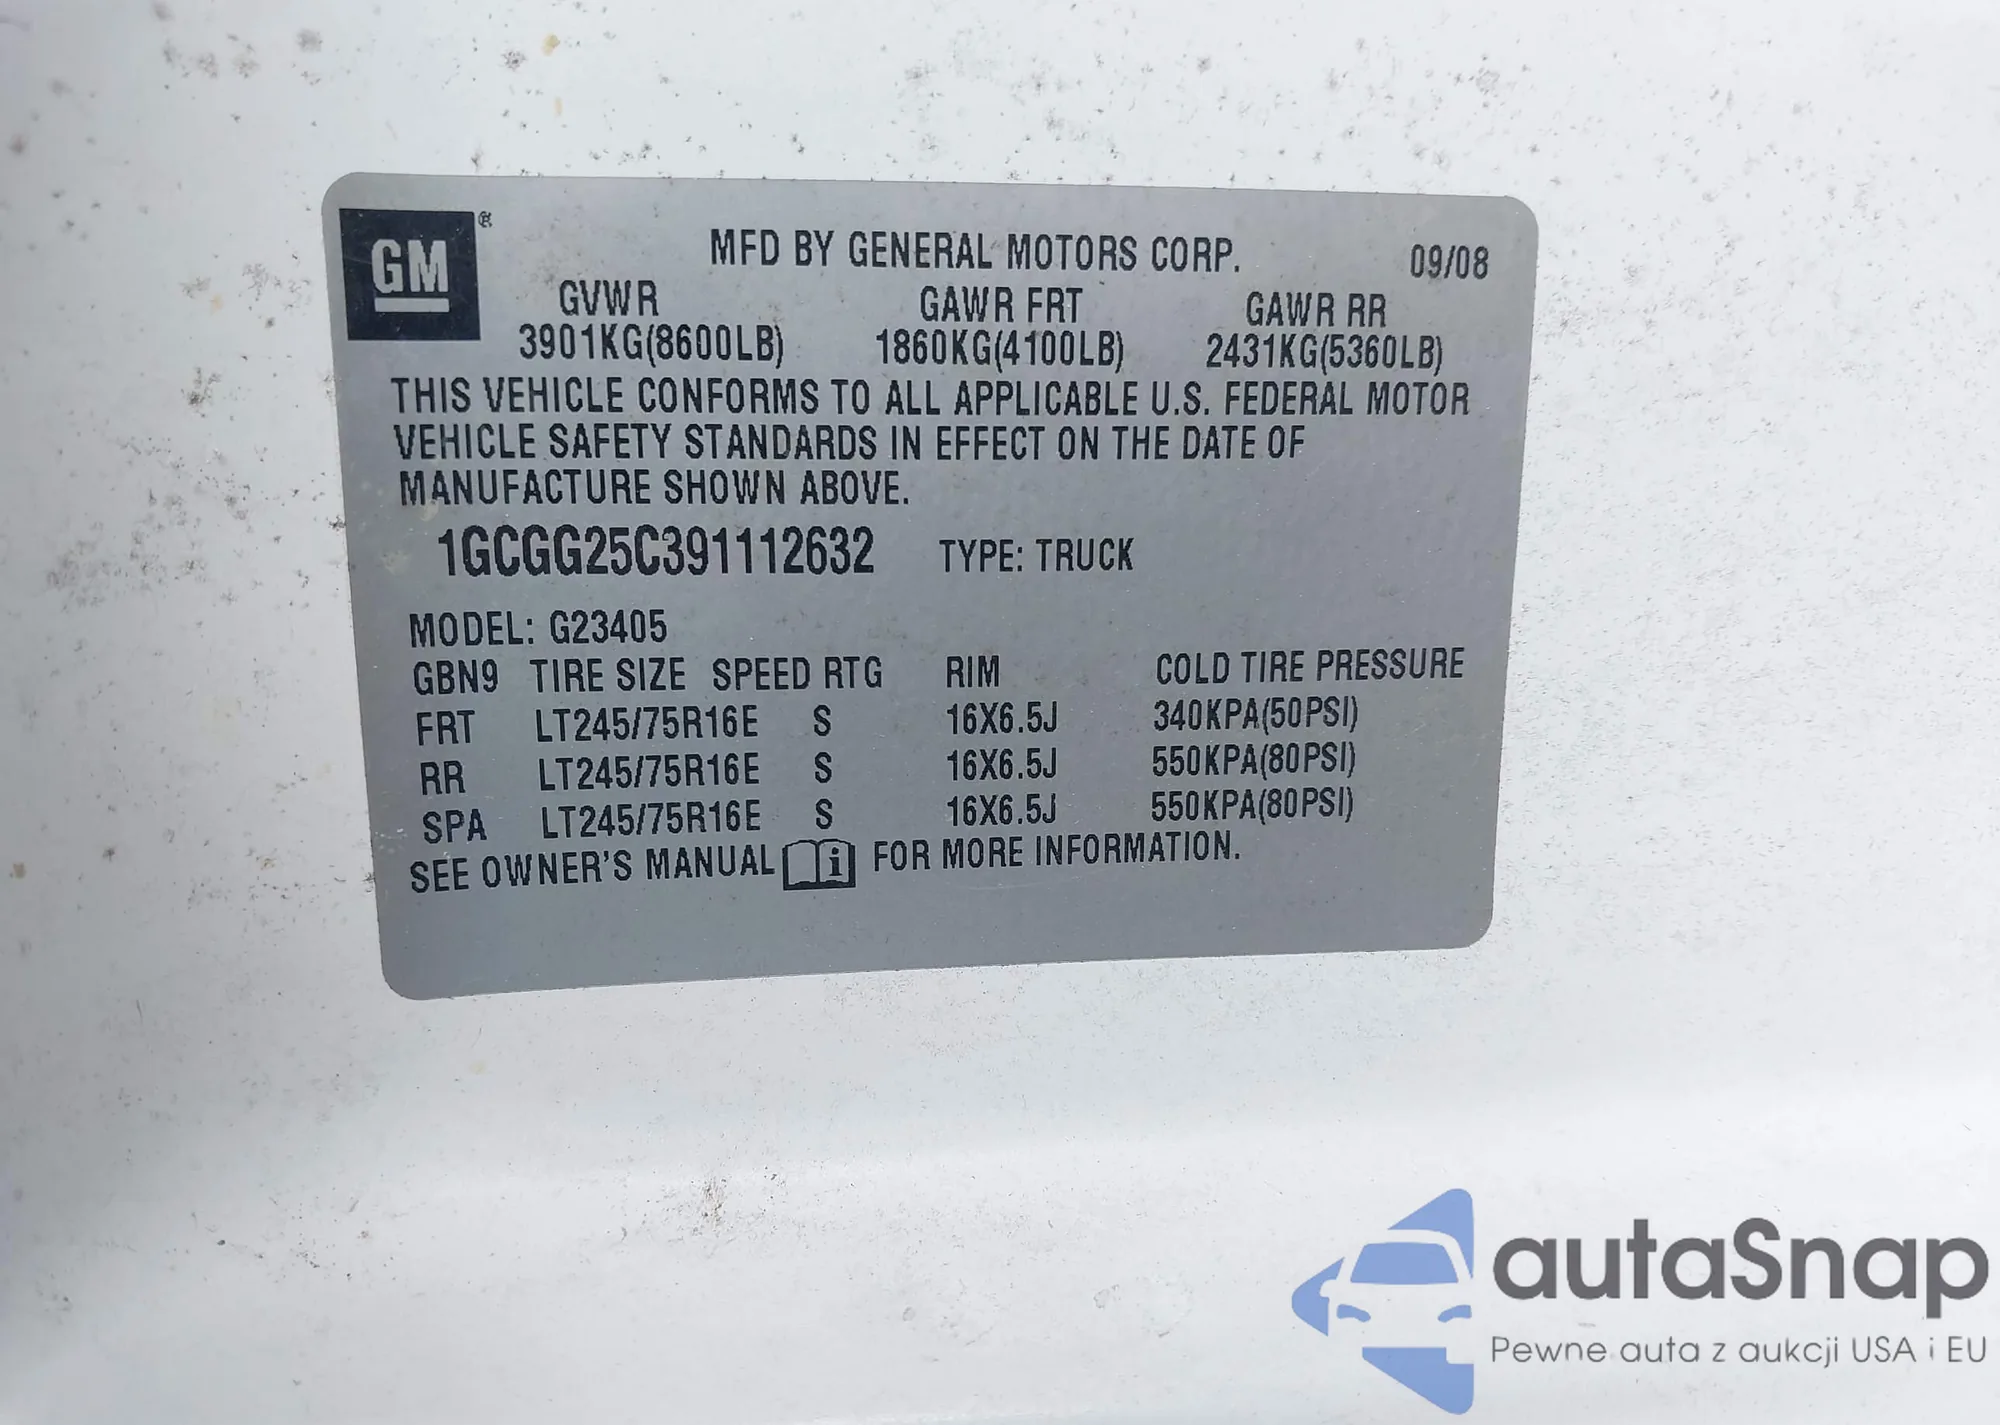 GM ®
MFD BY GENERAL MOTORS CORP. 09/08
GVWR GAWR FRT GAWR RR
3901KG(8600LB) 1860KG(4100LB) 2431KG(5360LB)
THIS VEHICLE CONFORMS TO ALL APPLICABLE U.S. FEDERAL MOTOR
VEHICLE SAFETY STANDARDS IN EFFECT ON THE DATE OF
MANUFACTURE SHOWN ABOVE.
1GCGG25C391112632 TYPE: TRUCK
MODEL: G23405
GBN9 TIRE SIZE SPEED RTG RIM COLD TIRE PRESSURE
FRT LT245/75R16E S 16X6.5J 340KPA(50PSI)
RR LT245/75R16E S 16X6.5J 550KPA(80PSI)
SPA LT245/75R16E S 16X6.5J 550KPA(80PSI)
SEE OWNER'S MANUAL i FOR MORE INFORMATION.
autaSnap
Pewne auta z aukcji USA i EU